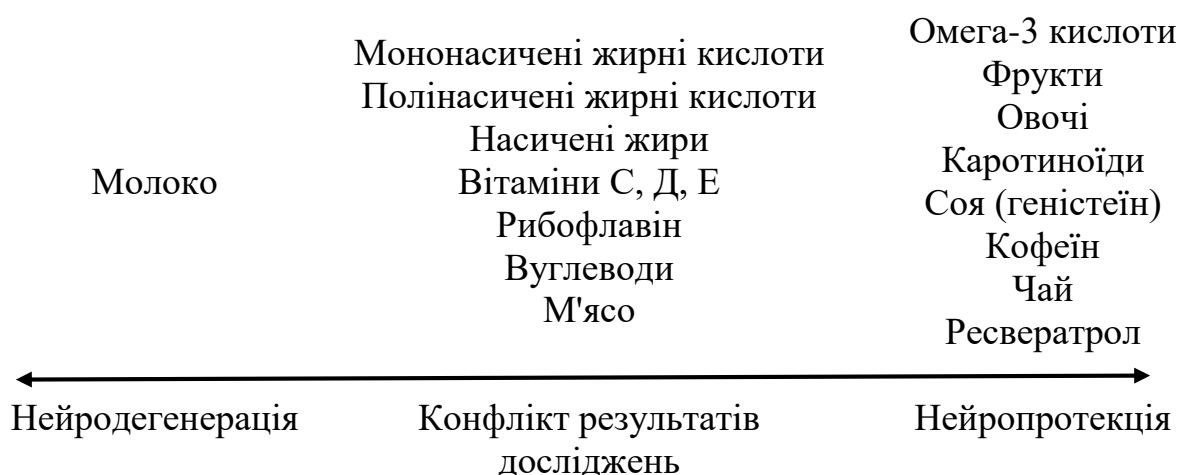 Молоко
Мононасичені жирні кислоти
Полінасичені жирні кислоти
Насичені жири
Вітаміни С, Д, Е
Рибофлавін
Вуглеводи
М'ясо
Омега-3 кислоти
Фрукти
Овочі
Каротиноїди
Соя (геністеїн)
Кофеїн
Чай
Ресвератрол
Нейродегенерація
Конфлікт результатів
досліджень
Нейропротекція